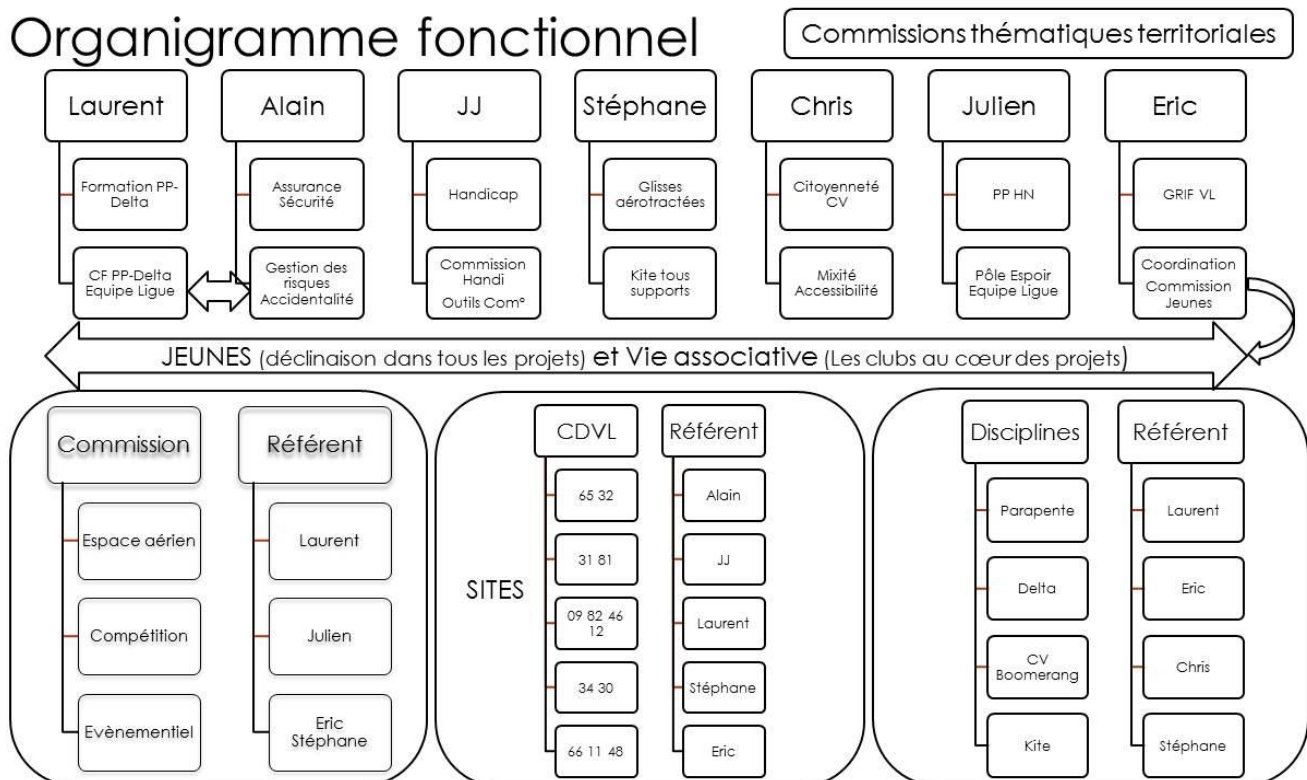 Organigramme fonctionnel
Commissions thématiques territoriales
Laurent
Alain
JJ
Stéphane
Chris
Julien
Eric
Formation PP-
Delta
Assurance
Sécurité
Handicap
Glisses
aérotractées
Citoyenneté
CV
PP HN
GRIF VL
CF PP-Delta
Equipe Ligue
Gestion des
risques
Accidentalité
Commission
Handi
Outils Com°
Kite tous
supports
Mixité
Accessibilité
Pôle Espoir
Equipe Ligue
Coordination
Commission
Jeunes
JEUNES (déclinaison dans tous les projets) et Vie associative (Les clubs au cœur des projets)
Commission
Référent
Espace aérien
Laurent
Compétition
Julien
Evènementiel
Eric
Stéphane
SITES
CDVL
Référent
65 32
Alain
31 81
JJ
09 82 46
12
Laurent
34 30
Stéphane
66 11 48
Eric
Disciplines
Référent
Parapente
Laurent
Delta
Eric
CV
Boomerang
Chris
Kite
Stéphane